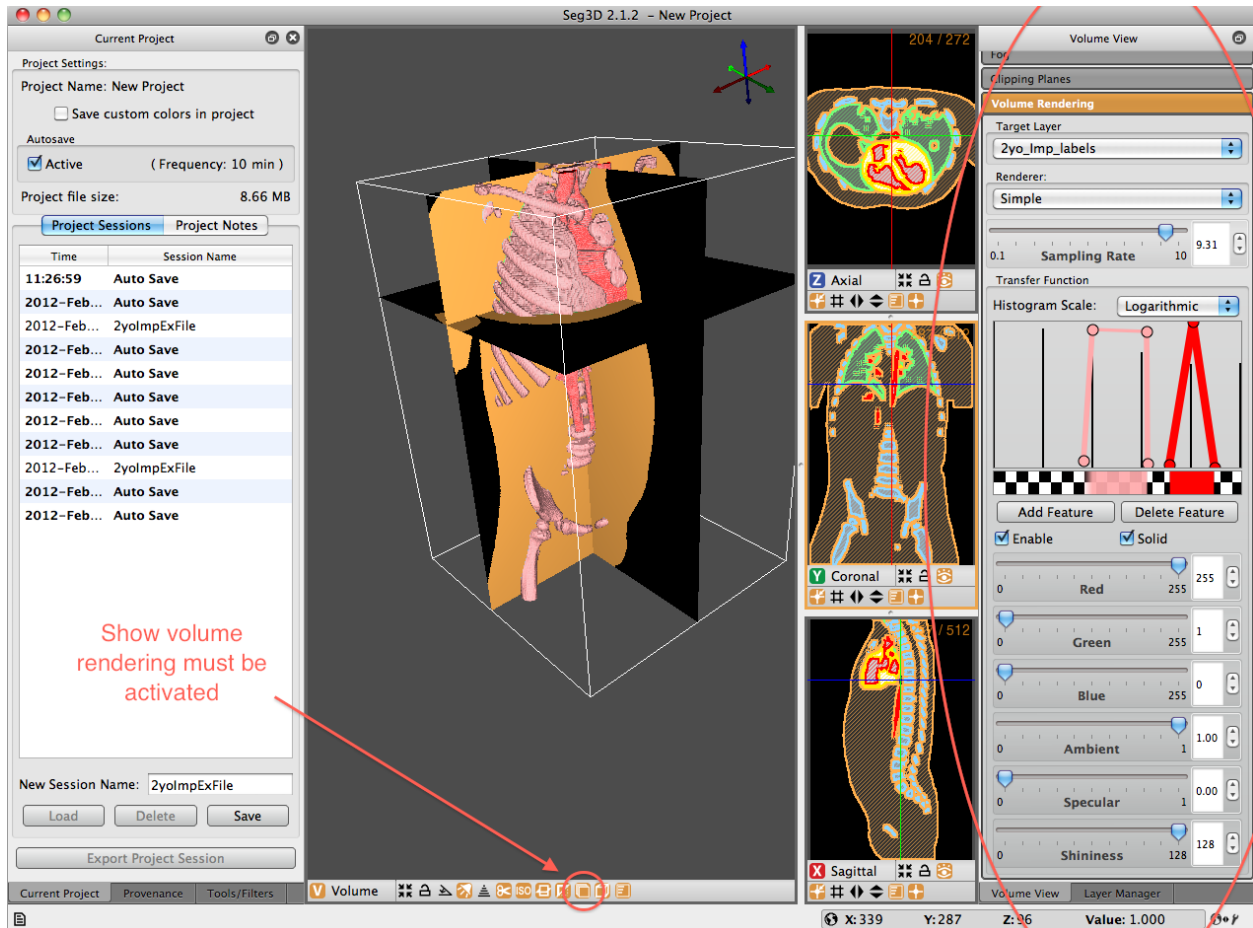 Seg3D 2.1.2 - New Project
Current Project
Project Settings:
Project Name: New Project
Save custom colors in project
Autosave
Active
( Frequency: 10 min )
Project file size:
8.66 MB
Project Sessions
Project Notes
Time
Session Name
11:26:59 Auto Save
2012-Feb... Auto Save
2012-Feb... 2yoImpExFile
2012-Feb... Auto Save
2012-Feb... Auto Save
2012-Feb... Auto Save
2012-Feb... Auto Save
2012-Feb... Auto Save
2012-Feb... 2yoImpExFile
2012-Feb... Auto Save
2012-Feb... Auto Save
New Session Name: 2yoImpExFile
Load
Delete
Save
Export Project Session
Current Project
Provenance
Tools/Filters
Show volume
rendering must be
activated
V Volume
ISO
204 / 272
Z Axial
Y Coronal
/ 512
X Sagittal
Volume View
Fog
Clipping Planes
Volume Rendering
Target Layer
2yo_Imp_labels
Renderer:
Simple
0.1 Sampling Rate 10
9.31
Transfer Function
Histogram Scale: Logarithmic
Add Feature
Delete Feature
Enable
Solid
0 Red 255
255
0 Green 255
1
0 Blue 255
0
0 Ambient 1
1.00
0 Specular 1
0.00
0 Shininess 128
128
Volume View
Layer Manager
X: 339 Y: 287 Z: 96 Value: 1.000